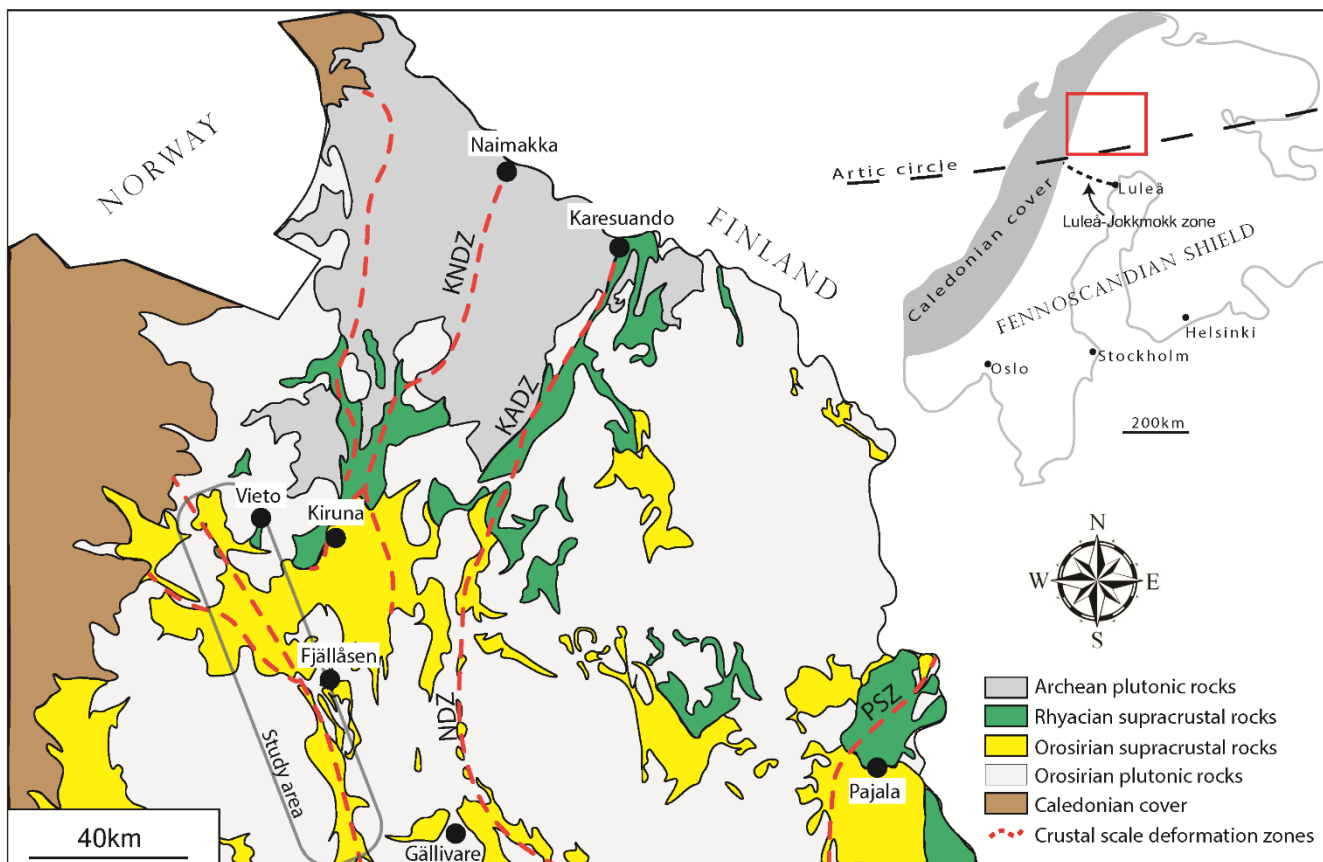 NORWAY
Naimakka
Karesuando
FINLAND
KNDZ
KADZ
Vieto
Kiruna
Fjällåsen
NDZ
Study area
PSZ
Pajala
Gällivare
40km
Artic circle
Luleå
Luleå-Jokkmokk
zone
Caledonian cover
FENNOSCANDIAN SHIELD
Helsinki
Stockholm
Oslo
200km
N
W
E
S
Archean plutonic rocks
Rhyacian supracrustal rocks
Orosirian supracrustal rocks
Orosirian plutonic rocks
Caledonian cover
Crustal scale deformation zones